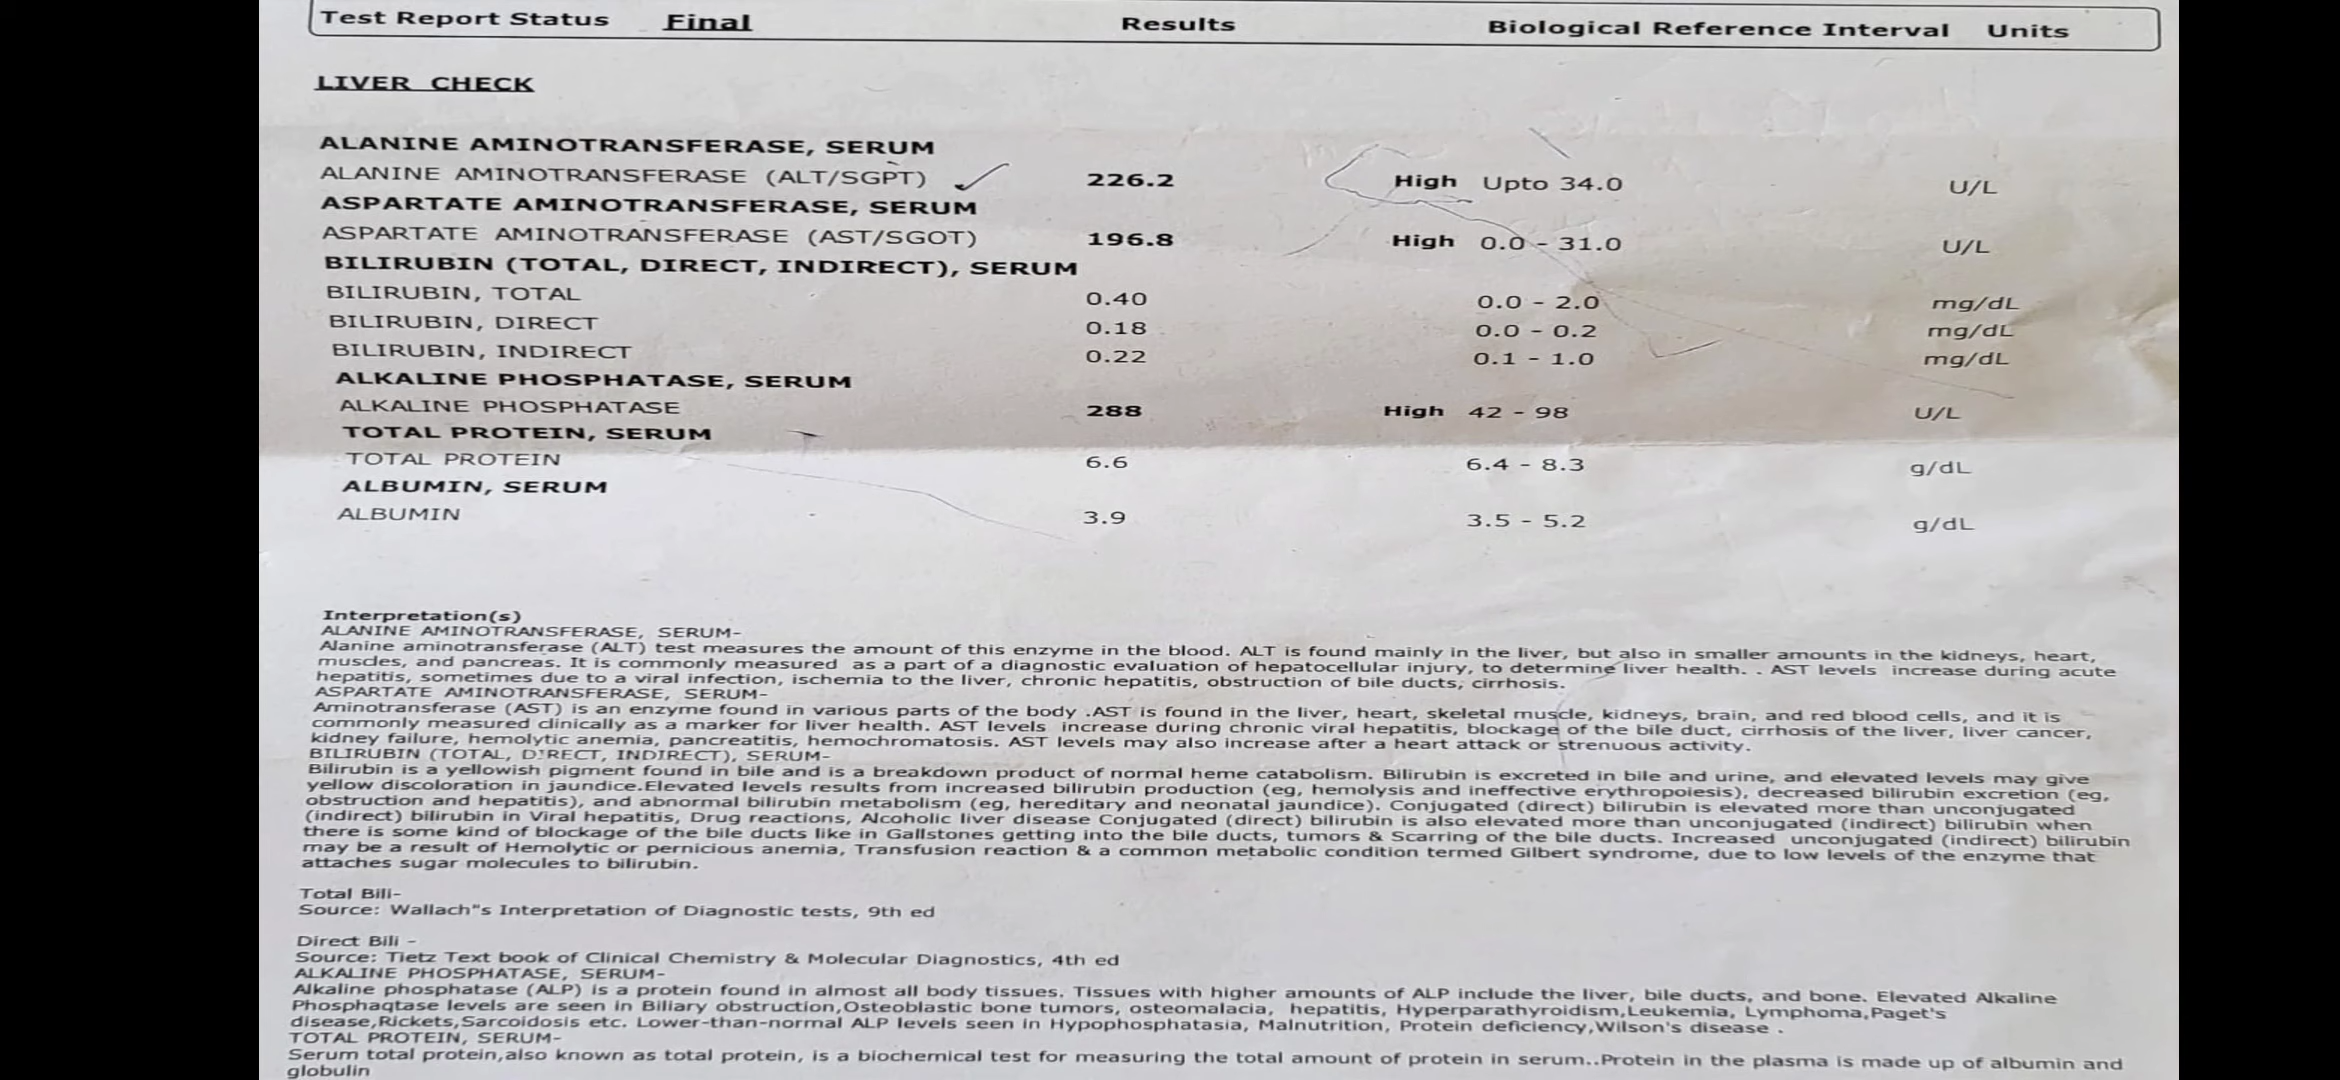 Test Report Status Final Results Biological Reference Interval Units
LIVER CHECK
ALANINE AMINOTRANSFERASE, SERUM
ALANINE AMINOTRANSFERASE (ALT/SGPT) 226.2 High Upto 34.0 U/L
ASPARTATE AMINOTRANSFERASE, SERUM
ASPARTATE AMINOTRANSFERASE (AST/SGOT) 196.8 High 0.0 - 31.0 U/L
BILIRUBIN (TOTAL, DIRECT, INDIRECT), SERUM
BILIRUBIN, TOTAL 0.40 0.0 - 2.0 mg/dL
BILIRUBIN, DIRECT 0.18 0.0 - 0.2 mg/dL
BILIRUBIN, INDIRECT 0.22 0.1 - 1.0 mg/dL
ALKALINE PHOSPHATASE, SERUM
ALKALINE PHOSPHATASE 288 High 42 - 98 U/L
TOTAL PROTEIN, SERUM
TOTAL PROTEIN 6.6 6.4 - 8.3 g/dL
ALBUMIN, SERUM
ALBUMIN 3.9 3.5 - 5.2 g/dL
Interpretation(s)
ALANINE AMINOTRANSFERASE, SERUM-
Alanine aminotransferase (ALT) test measures the amount of this enzyme in the blood. ALT is found mainly in the liver, but also in smaller amounts in the kidneys, heart,
muscles, and pancreas. It is commonly measured as a part of a diagnostic evaluation of hepatocellular injury, to determine liver health. . AST levels increase during acute
hepatitis, sometimes due to a viral infection, ischemia to the liver, chronic hepatitis, obstruction of bile ducts, cirrhosis.
ASPARTATE AMINOTRANSFERASE, SERUM-
Aminotransferase (AST) is an enzyme found in various parts of the body .AST is found in the liver, heart, skeletal muscle, kidneys, brain, and red blood cells, and it is
commonly measured clinically as a marker for liver health. AST levels increase during chronic viral hepatitis, blockage of the bile duct, cirrhosis of the liver, liver cancer,
kidney failure, hemolytic anemia, pancreatitis, hemochromatosis. AST levels may also increase after a heart attack or strenuous activity.
BILIRUBIN (TOTAL, DIRECT, INDIRECT), SERUM-
Bilirubin is a yellowish pigment found in bile and is a breakdown product of normal heme catabolism. Bilirubin is excreted in bile and urine, and elevated levels may give
yellow discoloration in jaundice.Elevated levels results from increased bilirubin production (eg, hemolysis and ineffective erythropoiesis), decreased bilirubin excretion (eg,
obstruction and hepatitis), and abnormal bilirubin metabolism (eg, hereditary and neonatal jaundice). Conjugated (direct) bilirubin is elevated more than unconjugated
(indirect) bilirubin in Viral hepatitis, Drug reactions, Alcoholic liver disease Conjugated (direct) bilirubin is also elevated more than unconjugated (indirect) bilirubin when
there is some kind of blockage of the bile ducts like in Gallstones getting into the bile ducts, tumors & Scarring of the bile ducts. Increased unconjugated (indirect) bilirubin
may be a result of Hemolytic or pernicious anemia, Transfusion reaction & a common metabolic condition termed Gilbert syndrome, due to low levels of the enzyme that
attaches sugar molecules to bilirubin.
Total Bili-
Source: Wallach"s Interpretation of Diagnostic tests, 9th ed
Direct Bili -
Source: Tietz Text book of Clinical Chemistry & Molecular Diagnostics, 4th ed
ALKALINE PHOSPHATASE, SERUM-
Alkaline phosphatase (ALP) is a protein found in almost all body tissues. Tissues with higher amounts of ALP include the liver, bile ducts, and bone. Elevated Alkaline
Phosphaqtase levels are seen in Biliary obstruction,Osteoblastic bone tumors, osteomalacia, hepatitis, Hyperparathyroidism,Leukemia, Lymphoma,Paget's
disease,Rickets,Sarcoidosis etc. Lower-than-normal ALP levels seen in Hypophosphatasia, Malnutrition, Protein deficiency,Wilson's disease .
TOTAL PROTEIN, SERUM-
Serum total protein,also known as total protein, is a biochemical test for measuring the total amount of protein in serum..Protein in the plasma is made up of albumin and
globulin